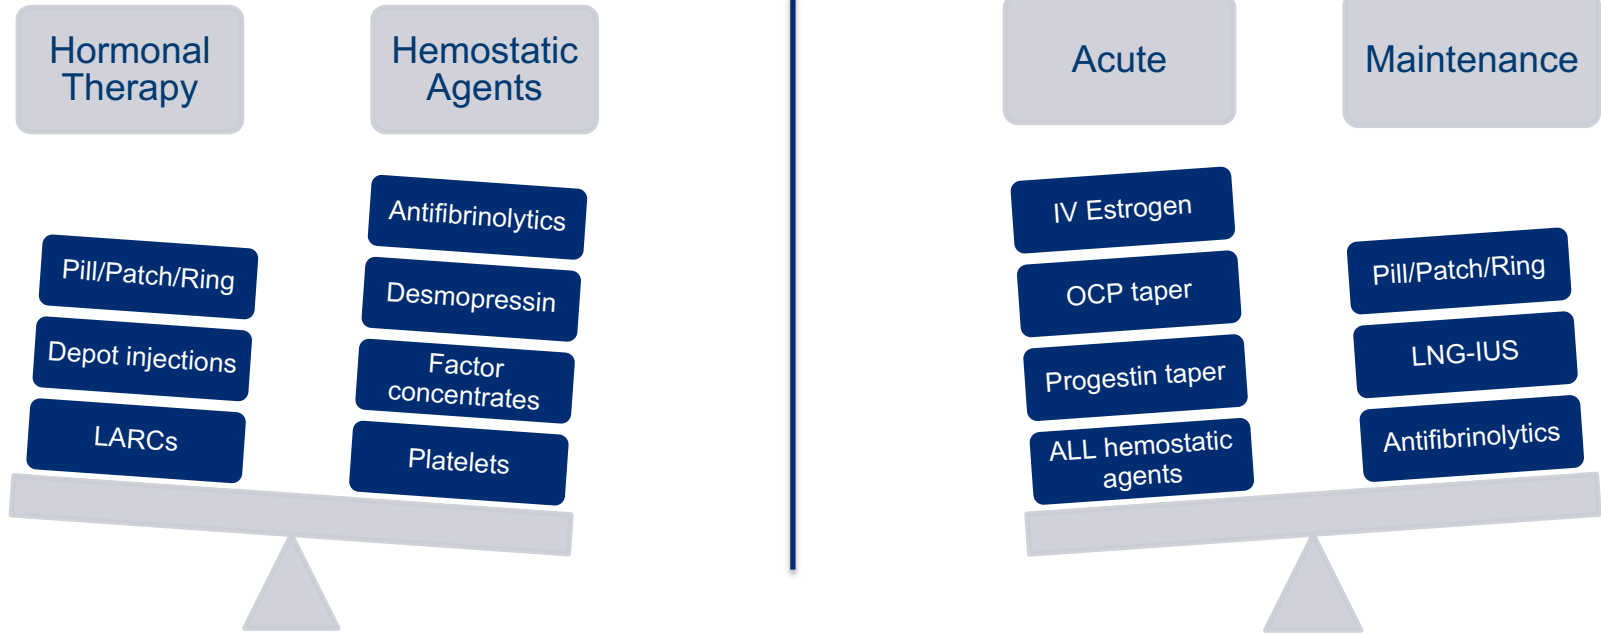 Hormonal
Therapy
Hemostatic
Agents
Pill/Patch/Ring
Depot injections
LARCs
Antifibrinolytics
Desmopressin
Factor
concentrates
Platelets
Acute
Maintenance
IV Estrogen
OCP taper
Progestin taper
ALL hemostatic
agents
Pill/Patch/Ring
LNG-IUS
Antifibrinolytics